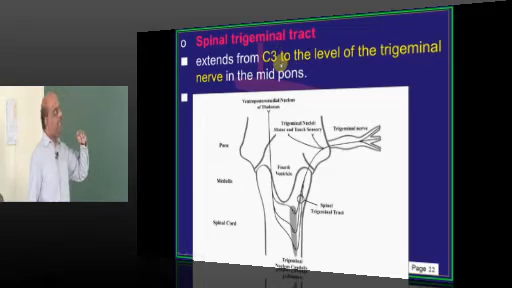 Spinal trigeminal tract
extends from C3 to the level of the trigeminal
nerve in the mid pons.
Ventroposteromedial Nucleus
of Thalamus
Trigeminal Nuclei
Motor and Touch Sensory
Trigeminal nerve
Pons
Fourth
Ventricle
Medulla
Spinal
Trigeminal Tract
Spinal Cord
Trigeminal
Nucleus Caudalis
Page 22